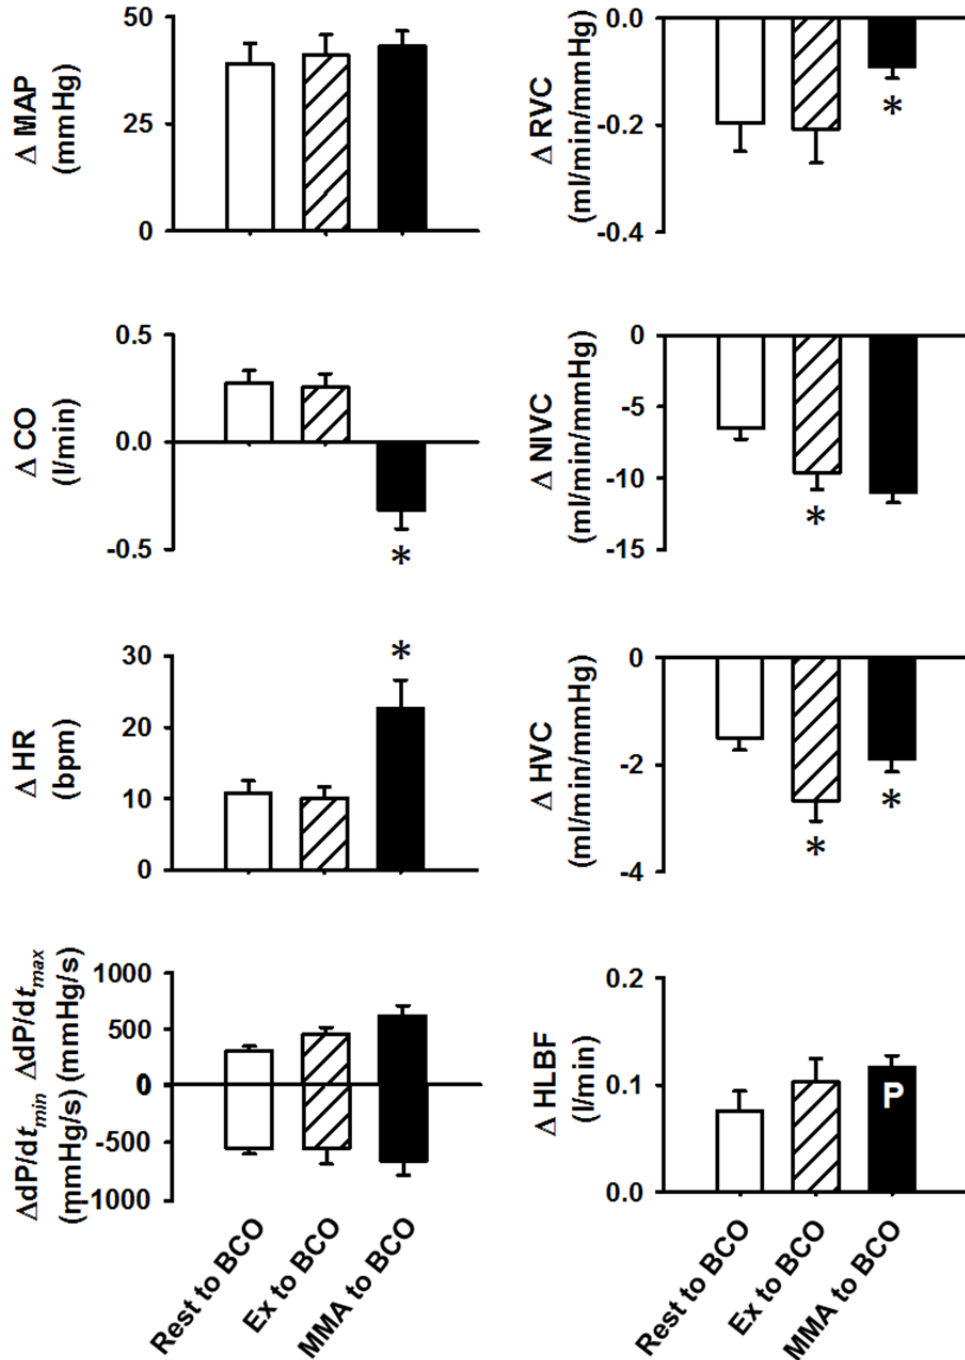 Δ MAP
(mmHg)
50
25
0
Δ RVC
(ml/min/mmHg)
0.0
-0.2
-0.4
*
Δ CO
(l/min)
0.5
0.0
-0.5
*
Δ NIVC
(ml/min/mmHg)
0
-5
-10
-15
*
Δ HR
(bpm)
30
20
10
0
*
Δ HVC
(ml/min/mmHg)
0
-2
-4
*
*
ΔdP/dtmin ΔdP/dtmax
(mmHg/s) (mmHg/s)
1000
500
0
-500
-1000
Δ HLBF
(l/min)
0.2
0.1
0.0
P
Rest to BCO
Ex to BCO
MMA to BCO
Rest to BCO
Ex to BCO
MMA to BCO